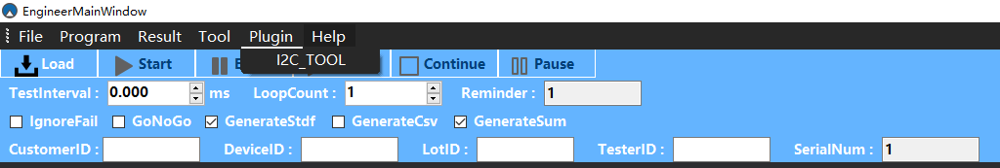 EngineerMainWindow
File Program Result Tool Plugin Help
I2C_TOOL
Load Start Continue Pause
TestInterval : 0.000 ms LoopCount : 1 Reminder : 1
IgnoreFail GoNoGo GenerateStdf GenerateCsv GenerateSum
CustomerID : DeviceID : LotID : TesterID : SerialNum : 1